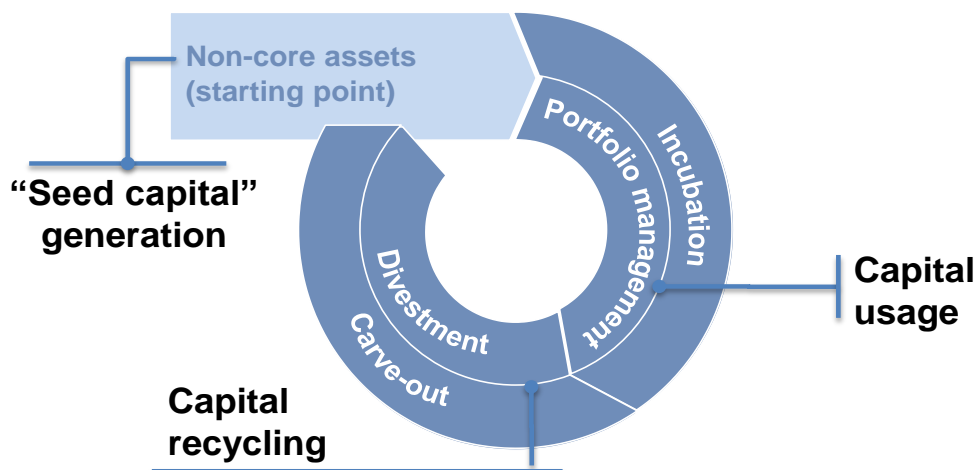 Non-core assets
(starting point)
“Seed capital”
generation
Incubation
Portfolio management
Capital
usage
Divestment
Carve-out
Capital
recycling